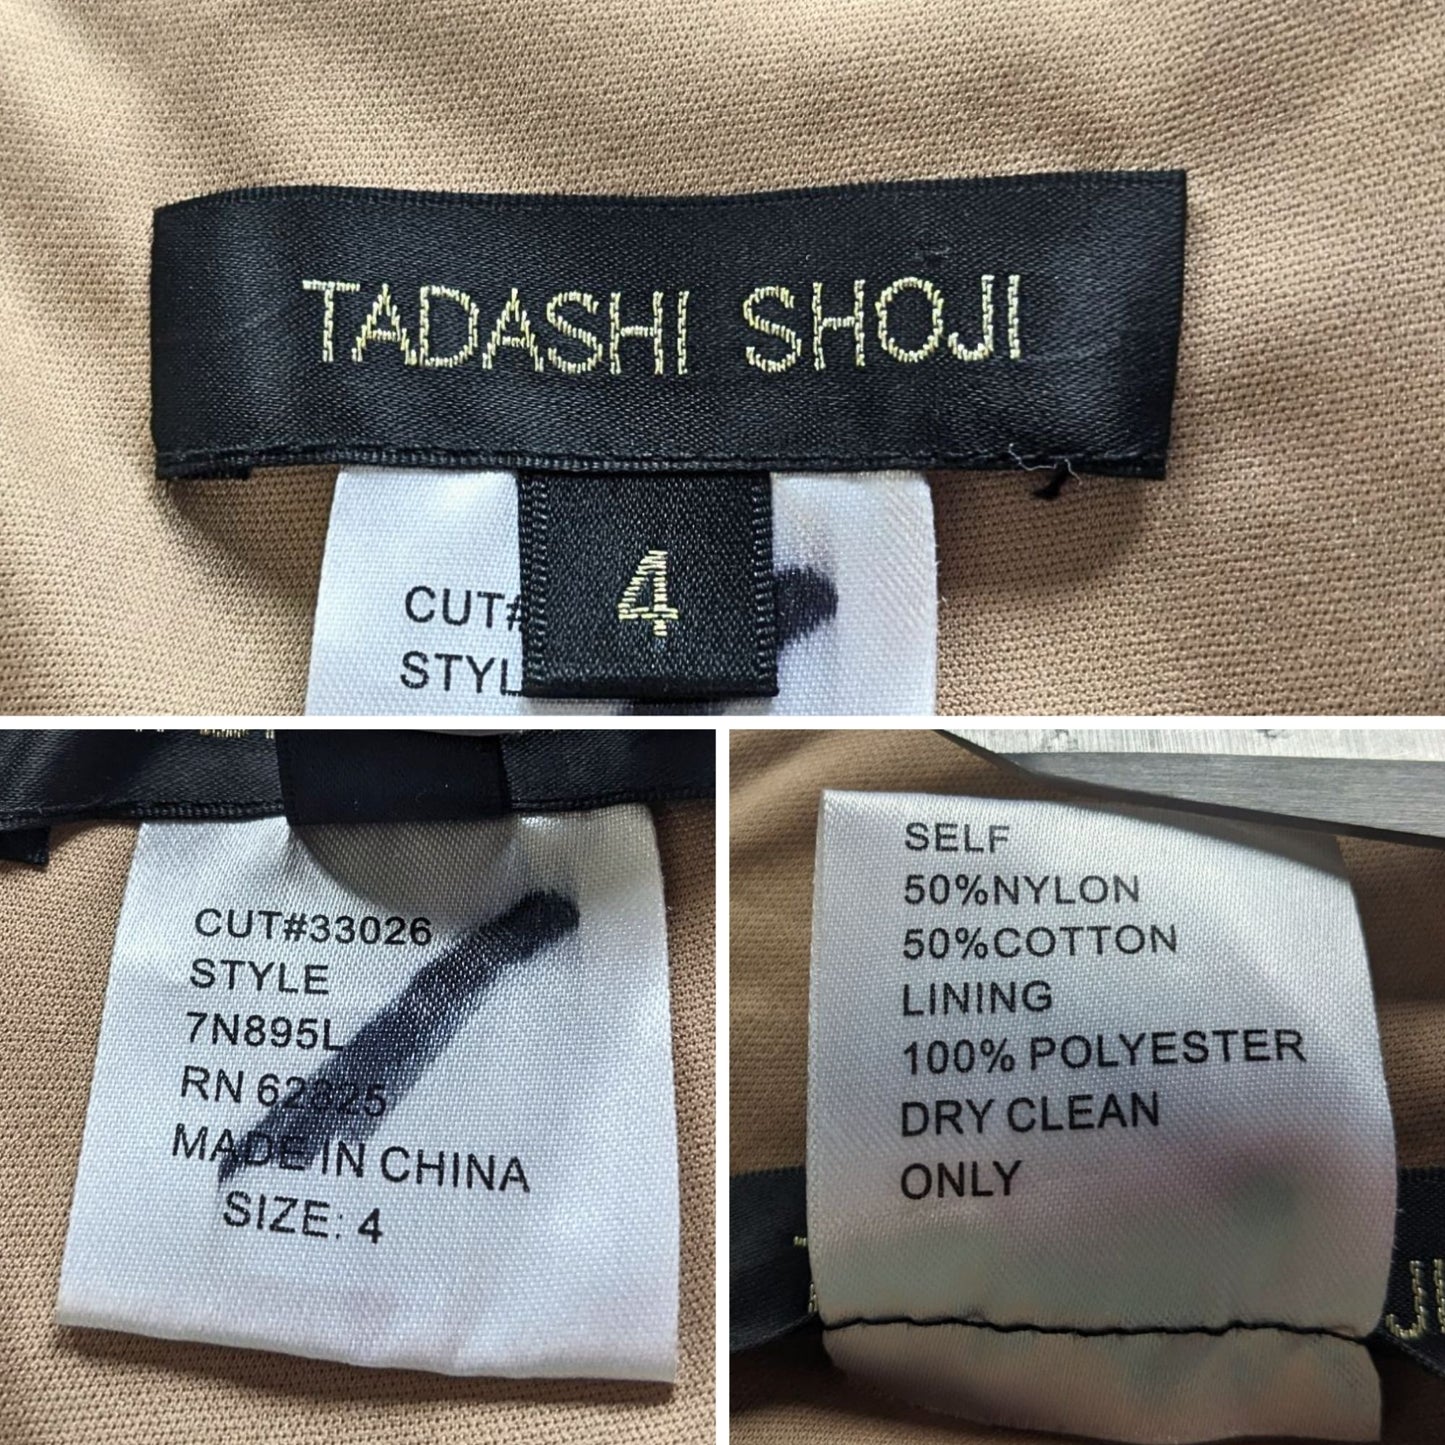 TADASHI SHOJI
4
CUT#
STYL
CUT#33026
STYLE
7N895L
RN 62325
MADE IN CHINA
SIZE: 4
SELF
50%NYLON
50%COTTON
LINING
100% POLYESTER
DRY CLEAN
ONLY